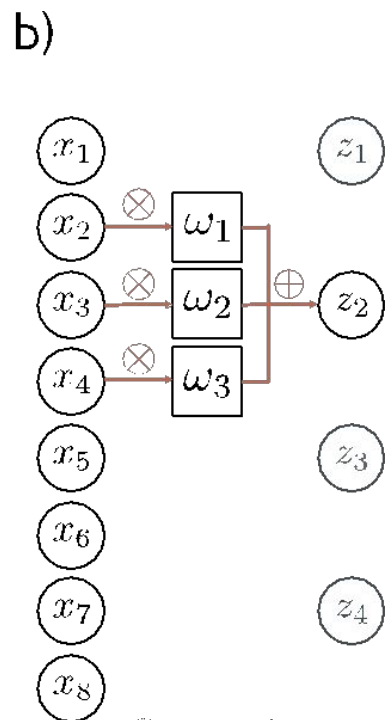 b)
x₁ z₁
x₂ ⊗ ω₁
x₃ ⊗ ω₂ ⊕ z₂
x₄ ⊗ ω₃
x₅ z₃
x₆
x₇ z₄
x₈